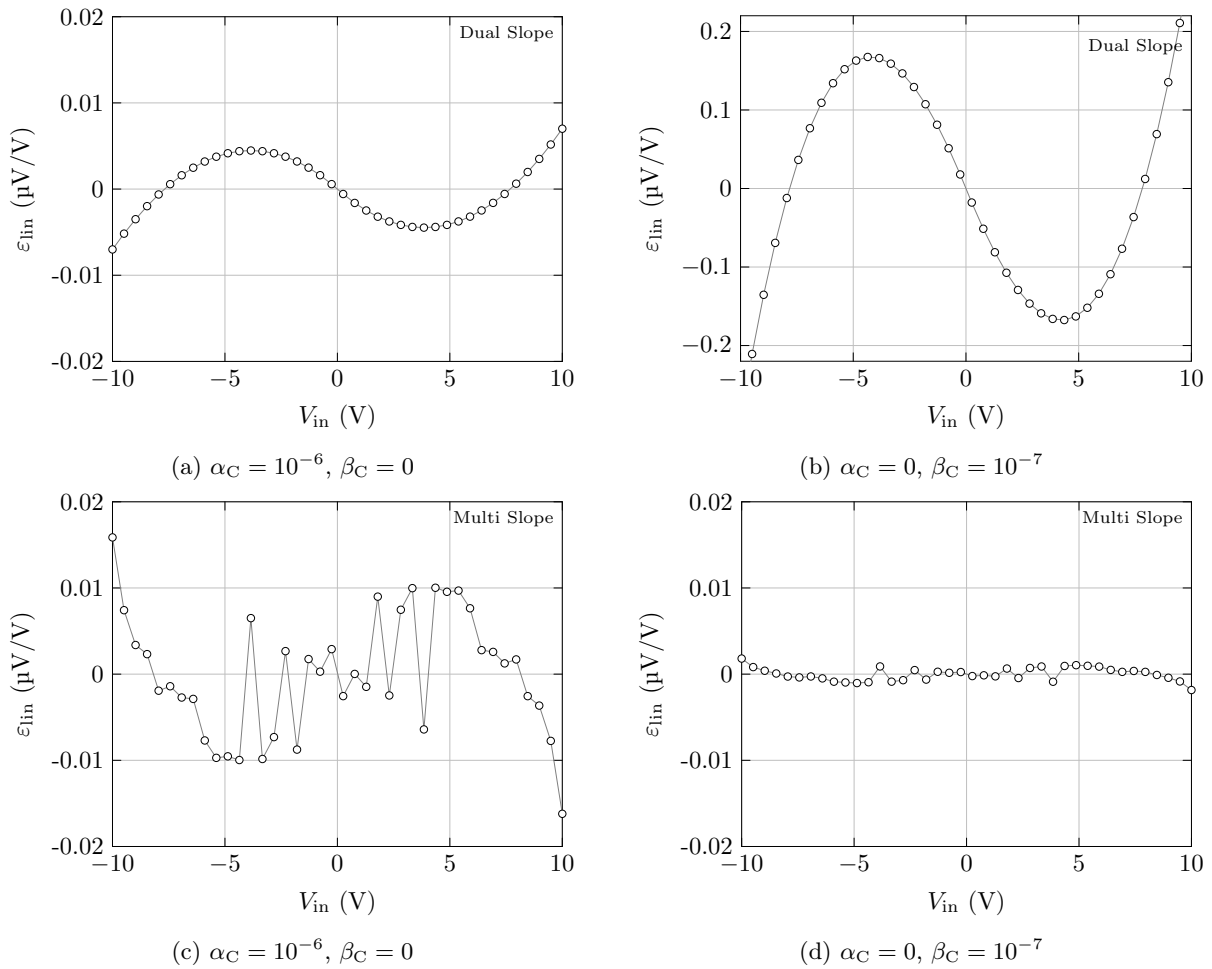 0.02
0.01
0
-0.01
-0.02
−10
−5
0
5
10
ε_lin (µV/V)
V_in (V)
Dual Slope
(a) α_C = 10^−6, β_C = 0
0.2
0.1
0
−0.1
−0.2
−10
−5
0
5
10
ε_lin (µV/V)
V_in (V)
Dual Slope
(b) α_C = 0, β_C = 10^−7
0.02
0.01
0
-0.01
-0.02
−10
−5
0
5
10
ε_lin (µV/V)
V_in (V)
Multi Slope
(c) α_C = 10^−6, β_C = 0
0.02
0.01
0
-0.01
-0.02
−10
−5
0
5
10
ε_lin (µV/V)
V_in (V)
Multi Slope
(d) α_C = 0, β_C = 10^−7